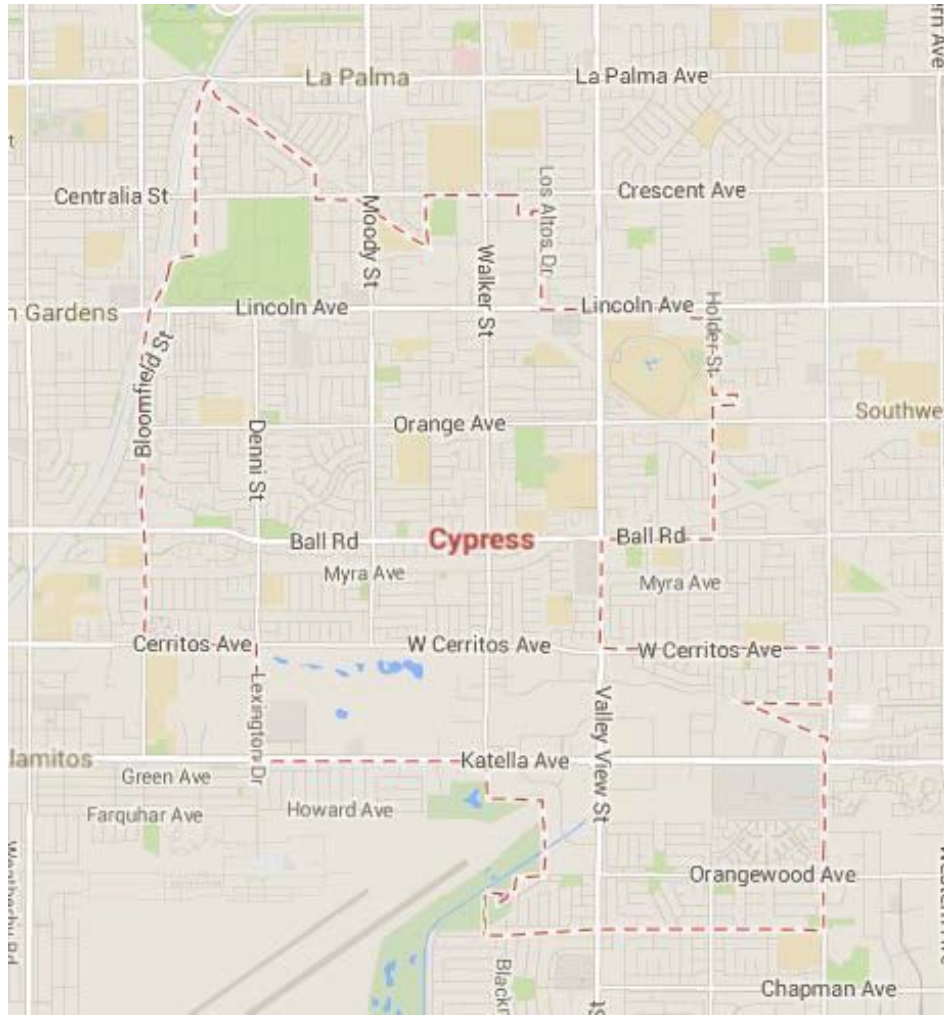 La Palma
La Palma Ave
Centralia St
Crescent Ave
Los Altos Dr
Moody St
Walker St
Gardens
Lincoln Ave
Lincoln Ave
Holder St
Bloomfield St
Orange Ave
Denni St
Ball Rd
Cypress
Ball Rd
Myra Ave
Myra Ave
Cerritos Ave
W Cerritos Ave
W Cerritos Ave
Lexington Dr
Valley View St
Katella Ave
Green Ave
Howard Ave
Farquhar Ave
Orangewood Ave
Chapman Ave